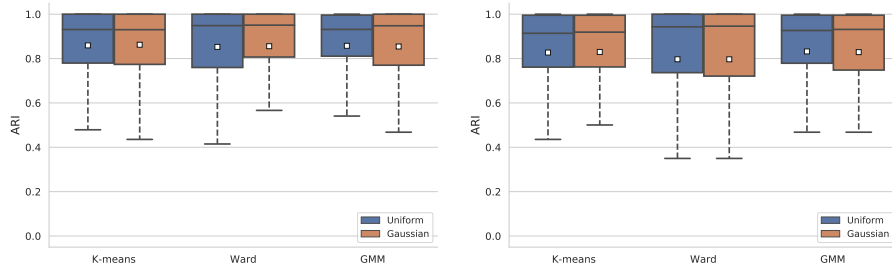 1.0
0.8
0.6
0.4
0.2
0.0
ARI
K-means
Ward
GMM
Uniform
Gaussian
1.0
0.8
0.6
0.4
0.2
0.0
ARI
K-means
Ward
GMM
Uniform
Gaussian